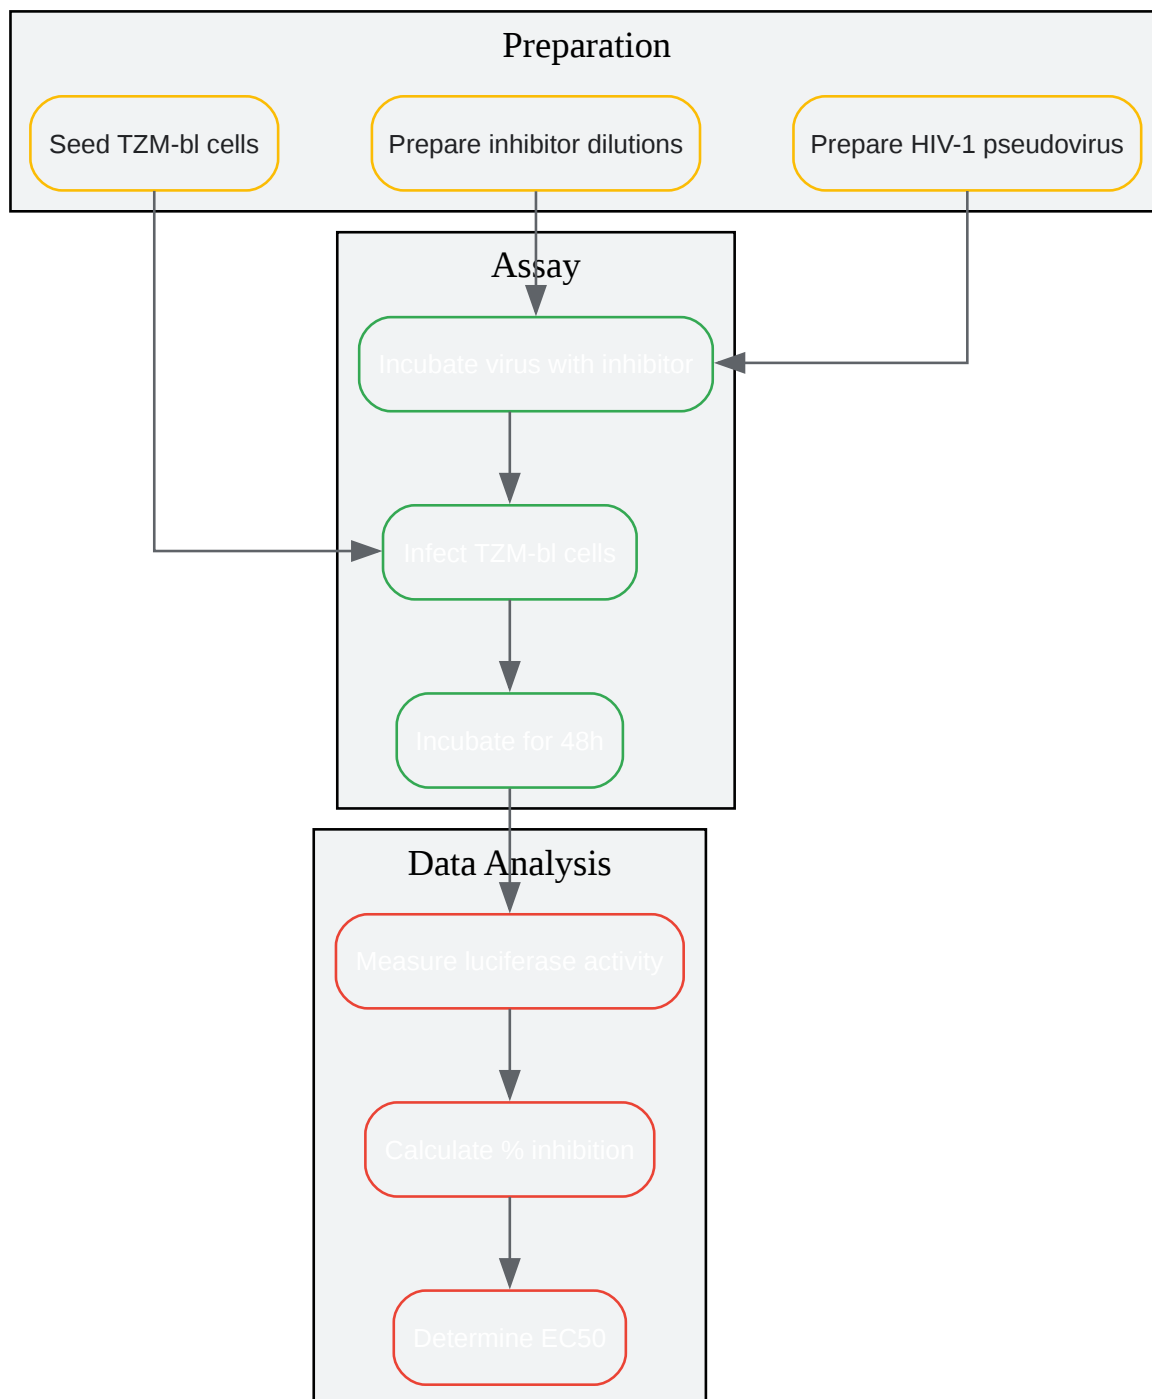 Preparation
Seed TZM-bl cells
Prepare inhibitor dilutions
Prepare HIV-1 pseudovirus
Assay
Incubate virus with inhibitor
Infect TZM-bl cells
Incubate for 48h
Data Analysis
Measure luciferase activity
Calculate % inhibition
Determine EC50